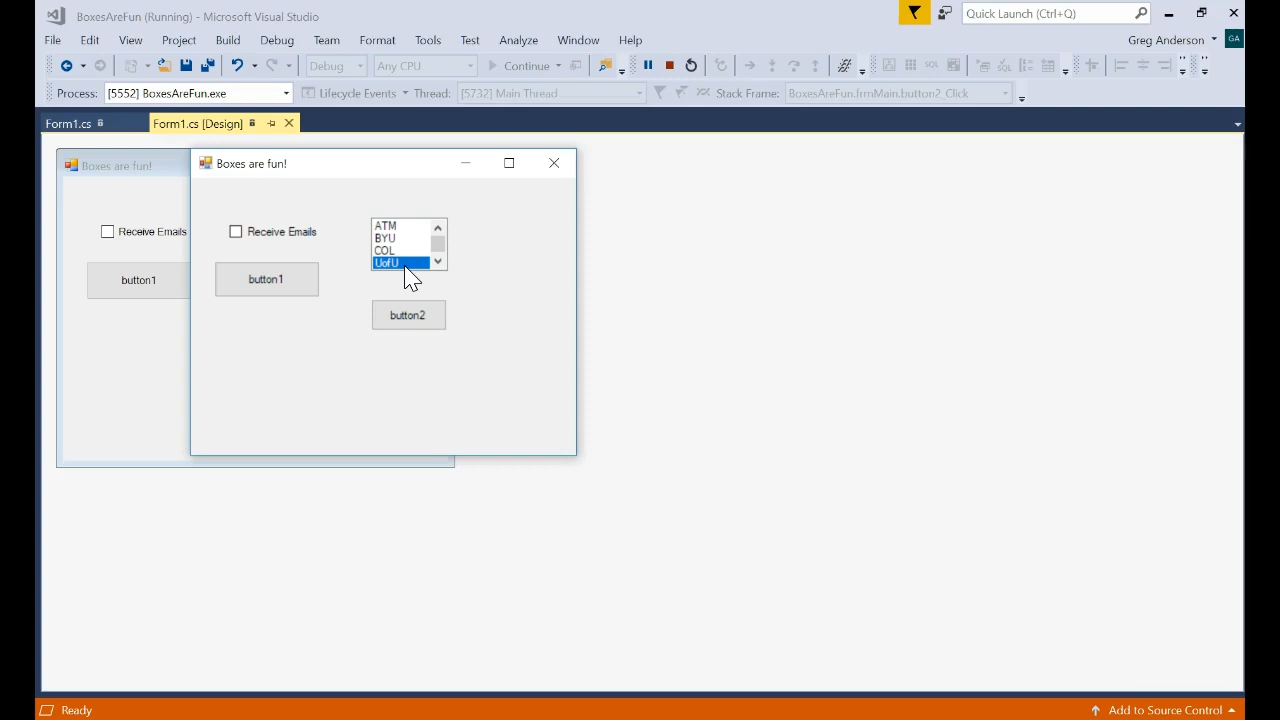 BoxesAreFun (Running) - Microsoft Visual Studio
Quick Launch (Ctrl+Q)
File Edit View Project Build Debug Team Format Tools Test Analyze Window Help
Greg Anderson GA
Debug Any CPU Continue
Process: [5552] BoxesAreFun.exe Lifecycle Events Thread: [5732] Main Thread Stack Frame: BoxesAreFun.frmMain.button2_Click
Form1.cs Form1.cs [Design]
Boxes are fun!
Receive Emails
button1
Boxes are fun!
Receive Emails
button1
ATM
BYU
COL
UofU
button2
Ready
Add to Source Control